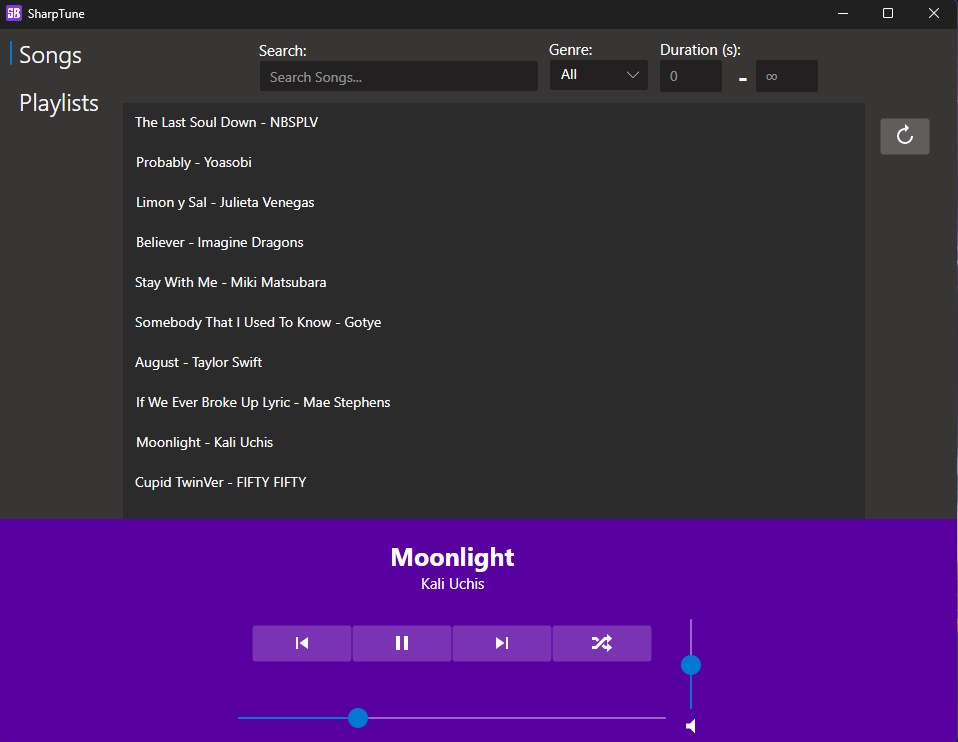 SB SharpTune
Songs
Playlists
Search:
Search Songs...
Genre:
All
Duration (s):
0
-
∞
The Last Soul Down - NBSPLV
Probably - Yoasobi
Limon y Sal - Julieta Venegas
Believer - Imagine Dragons
Stay With Me - Miki Matsubara
Somebody That I Used To Know - Gotye
August - Taylor Swift
If We Ever Broke Up Lyric - Mae Stephens
Moonlight - Kali Uchis
Cupid TwinVer - FIFTY FIFTY
Moonlight
Kali Uchis